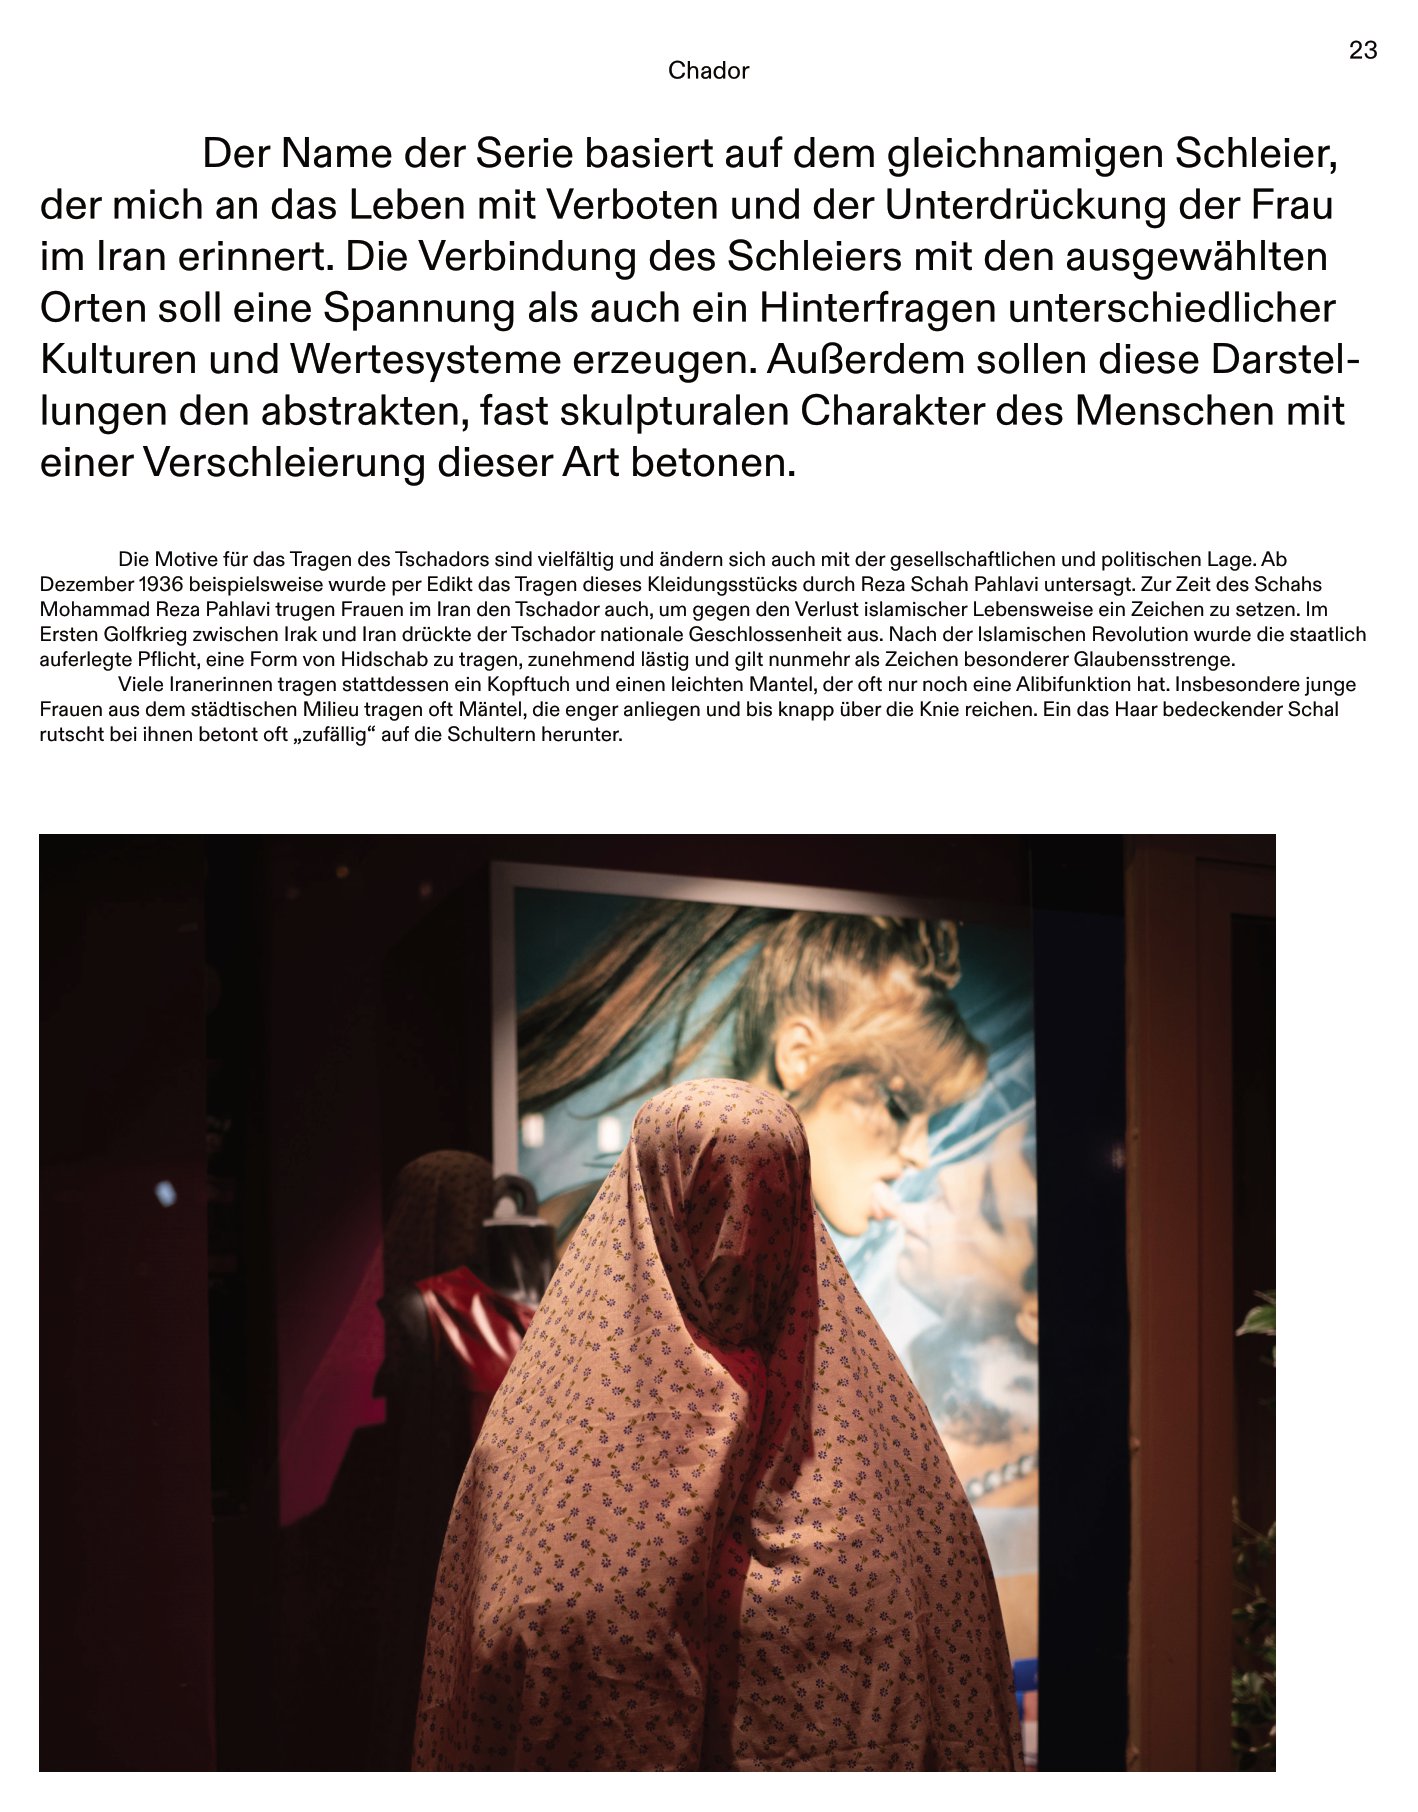 23
Chador
Der Name der Serie basiert auf dem gleichnamigen Schleier,
der mich an das Leben mit Verboten und der Unterdrückung der Frau
im Iran erinnert. Die Verbindung des Schleiers mit den ausgewählten
Orten soll eine Spannung als auch ein Hinterfragen unterschiedlicher
Kulturen und Wertesysteme erzeugen. Außerdem sollen diese Darstel-
lungen den abstrakten, fast skulpturalen Charakter des Menschen mit
einer Verschleierung dieser Art betonen.
Die Motive für das Tragen des Tschadors sind vielfältig und ändern sich auch mit der gesellschaftlichen und politischen Lage. Ab
Dezember 1936 beispielsweise wurde per Edikt das Tragen dieses Kleidungsstücks durch Reza Schah Pahlavi untersagt. Zur Zeit des Schahs
Mohammad Reza Pahlavi trugen Frauen im Iran den Tschador auch, um gegen den Verlust islamischer Lebensweise ein Zeichen zu setzen. Im
Ersten Golfkrieg zwischen Irak und Iran drückte der Tschador nationale Geschlossenheit aus. Nach der Islamischen Revolution wurde die staatlich
auferlegte Pflicht, eine Form von Hidschab zu tragen, zunehmend lästig und gilt nunmehr als Zeichen besonderer Glaubensstrenge.
Viele Iranerinnen tragen stattdessen ein Kopftuch und einen leichten Mantel, der oft nur noch eine Alibifunktion hat. Insbesondere junge
Frauen aus dem städtischen Milieu tragen oft Mäntel, die enger anliegen und bis knapp über die Knie reichen. Ein das Haar bedeckender Schal
rutscht bei ihnen betont oft „zufällig“ auf die Schultern herunter.